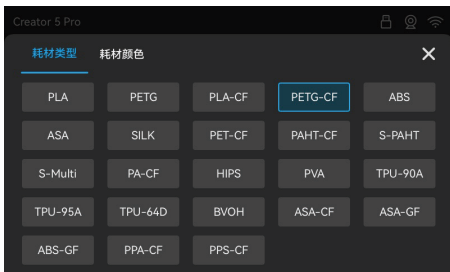 Creator 5 Pro
耗材类型 耗材颜色
PLA PETG PLA-CF PETG-CF ABS
ASA SILK PET-CF PAHT-CF S-PAHT
S-Multi PA-CF HIPS PVA TPU-90A
TPU-95A TPU-64D BVOH ASA-CF ASA-GF
ABS-GF PPA-CF PPS-CF